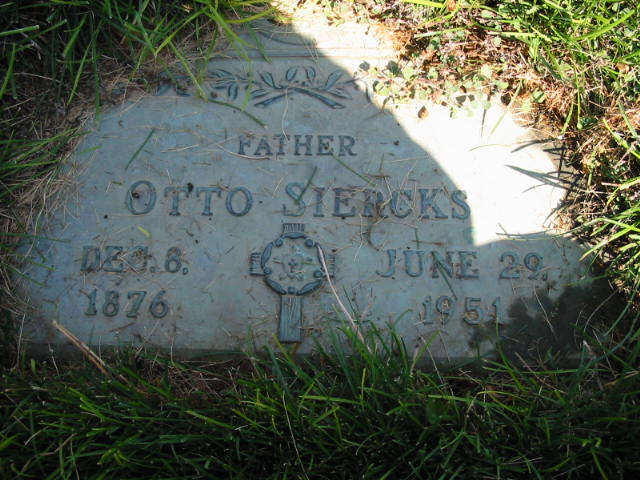 FATHER
OTTO SIERCKS
DEC. 8, JUNE 29,
1876 1951